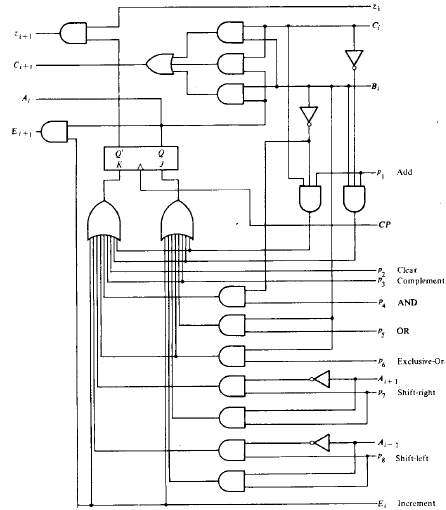 z_i
C_i
z_{i+1}
C_{i+1}
B_i
A_i
E_{i+1}
Q' Q
K J
p_1 Add
CP
p_2 Clear
p_3 Complement
p_4 AND
p_5 OR
p_6 Exclusive-Or
A_{i+1}
p_7 Shift-right
A_{i-1}
p_8 Shift-left
E_i Increment